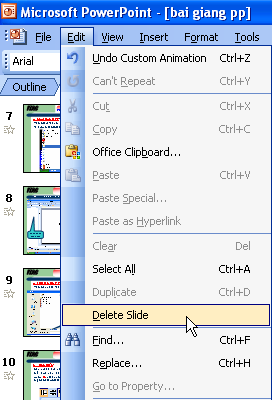 Microsoft PowerPoint - [bai giang pp]
File Edit View Insert Format Tools
Arial
Outline
Undo Custom Animation Ctrl+Z
Can't Repeat Ctrl+Y
Cut Ctrl+X
Copy Ctrl+C
Office Clipboard...
Paste Ctrl+V
Paste Special...
Paste as Hyperlink
Clear Del
Select All Ctrl+A
Duplicate Ctrl+D
Delete Slide
Find... Ctrl+F
Replace... Ctrl+H
Go to Property...
7
8
9
10